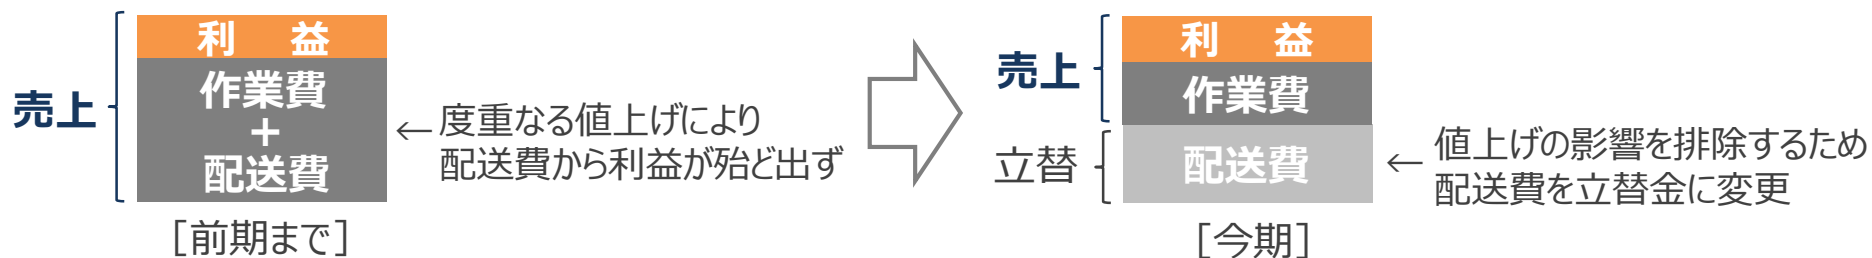 売上
利 益
作業費
＋
配送費
←度重なる値上げにより
配送費から利益が殆ど出ず
［前期まで］
売上
利 益
作業費
立替
配送費
← 値上げの影響を排除するため
配送費を立替金に変更
［今期］